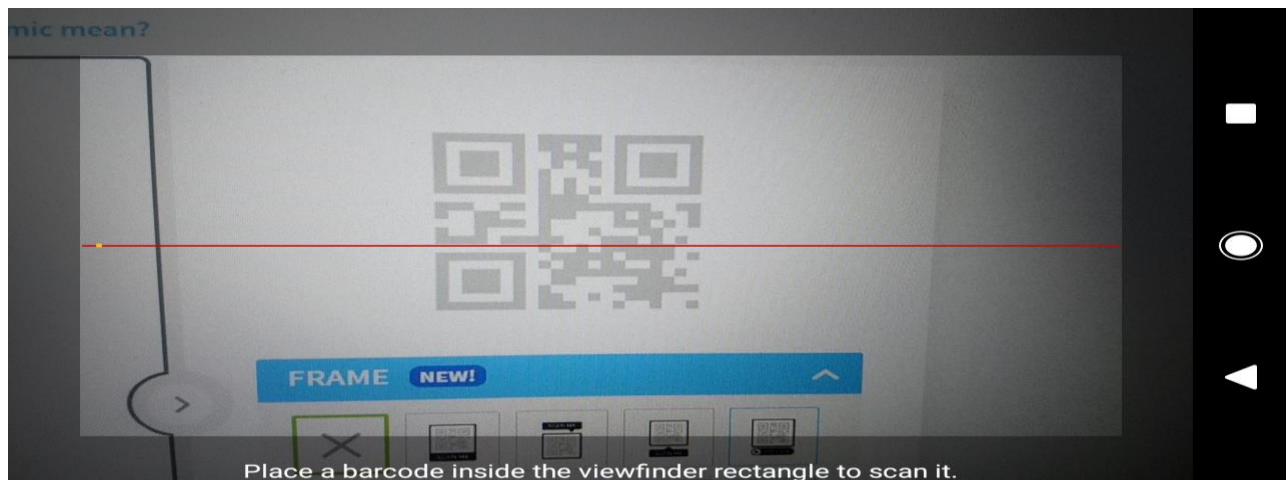 mic mean?
FRAME NEW!
Place a barcode inside the viewfinder rectangle to scan it.